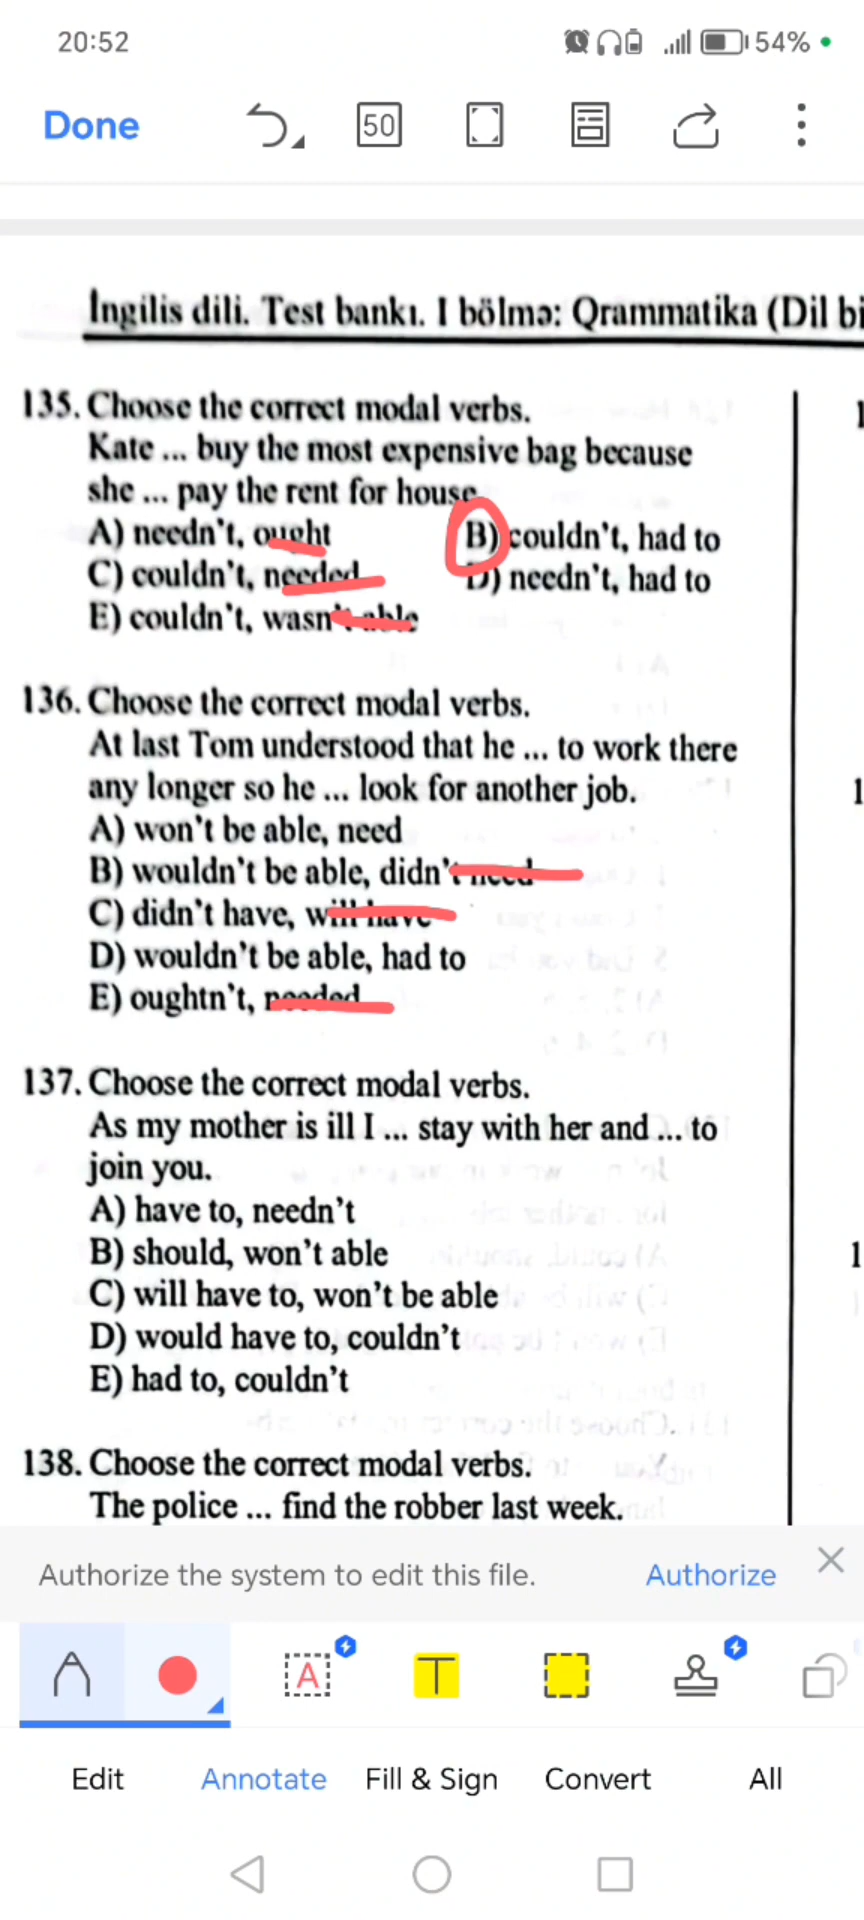 20:52
54%
Done
50
İngilis dili. Test bankı. I bölmə: Qrammatika (Dil bi
135. Choose the correct modal verbs.
Kate ... buy the most expensive bag because
she ... pay the rent for house
A) needn't, ought
B) couldn't, had to
C) couldn't, needed
D) needn't, had to
E) couldn't, wasn't able
136. Choose the correct modal verbs.
At last Tom understood that he ... to work there
any longer so he ... look for another job.
A) won't be able, need
B) wouldn't be able, didn't need
C) didn't have, will have
D) wouldn't be able, had to
E) oughtn't, needed
137. Choose the correct modal verbs.
As my mother is ill I ... stay with her and ... to
join you.
A) have to, needn't
B) should, won't able
C) will have to, won't be able
D) would have to, couldn't
E) had to, couldn't
138. Choose the correct modal verbs.
The police ... find the robber last week.
Authorize the system to edit this file.
Authorize
A
T
Edit
Annotate
Fill & Sign
Convert
All